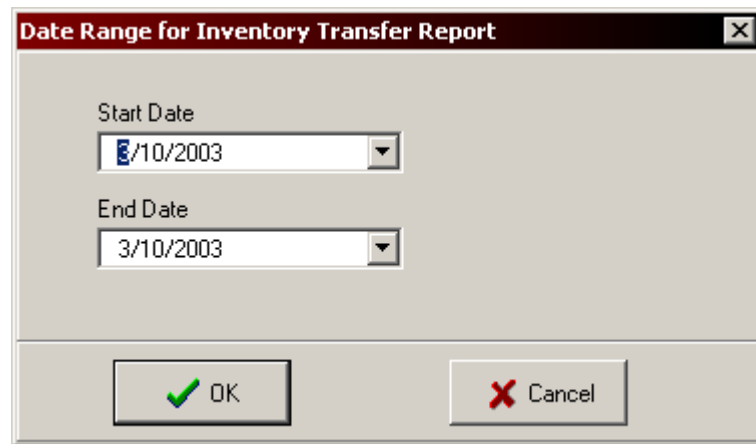 Date Range for Inventory Transfer Report
Start Date
3/10/2003
End Date
3/10/2003
OK
Cancel